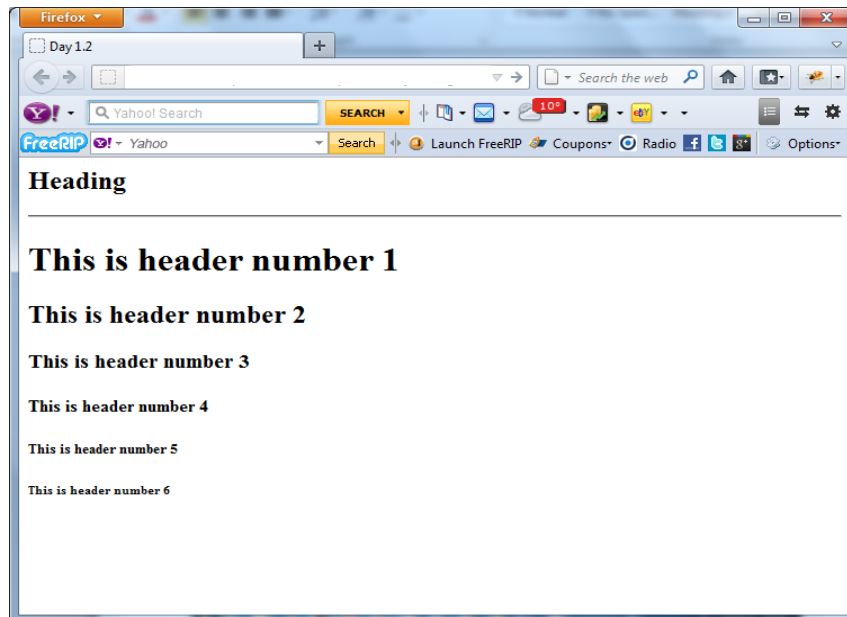 Firefox
Day 1.2
Search the web
Y! Yahoo! Search SEARCH 10° ebY
FreeRIP Y! Yahoo Search Launch FreeRIP Coupons Radio f g+ Options
Heading
This is header number 1
This is header number 2
This is header number 3
This is header number 4
This is header number 5
This is header number 6